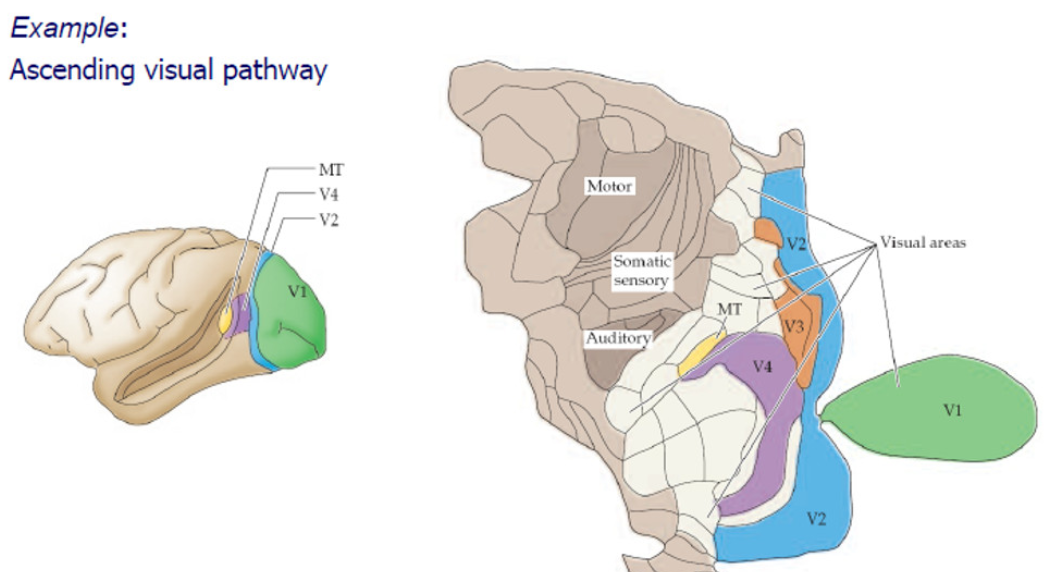 Example:
Ascending visual pathway
MT
V4
V2
V1
Motor
Somatic
sensory
Auditory
MT
V4
V2
V3
Visual areas
V1
V2